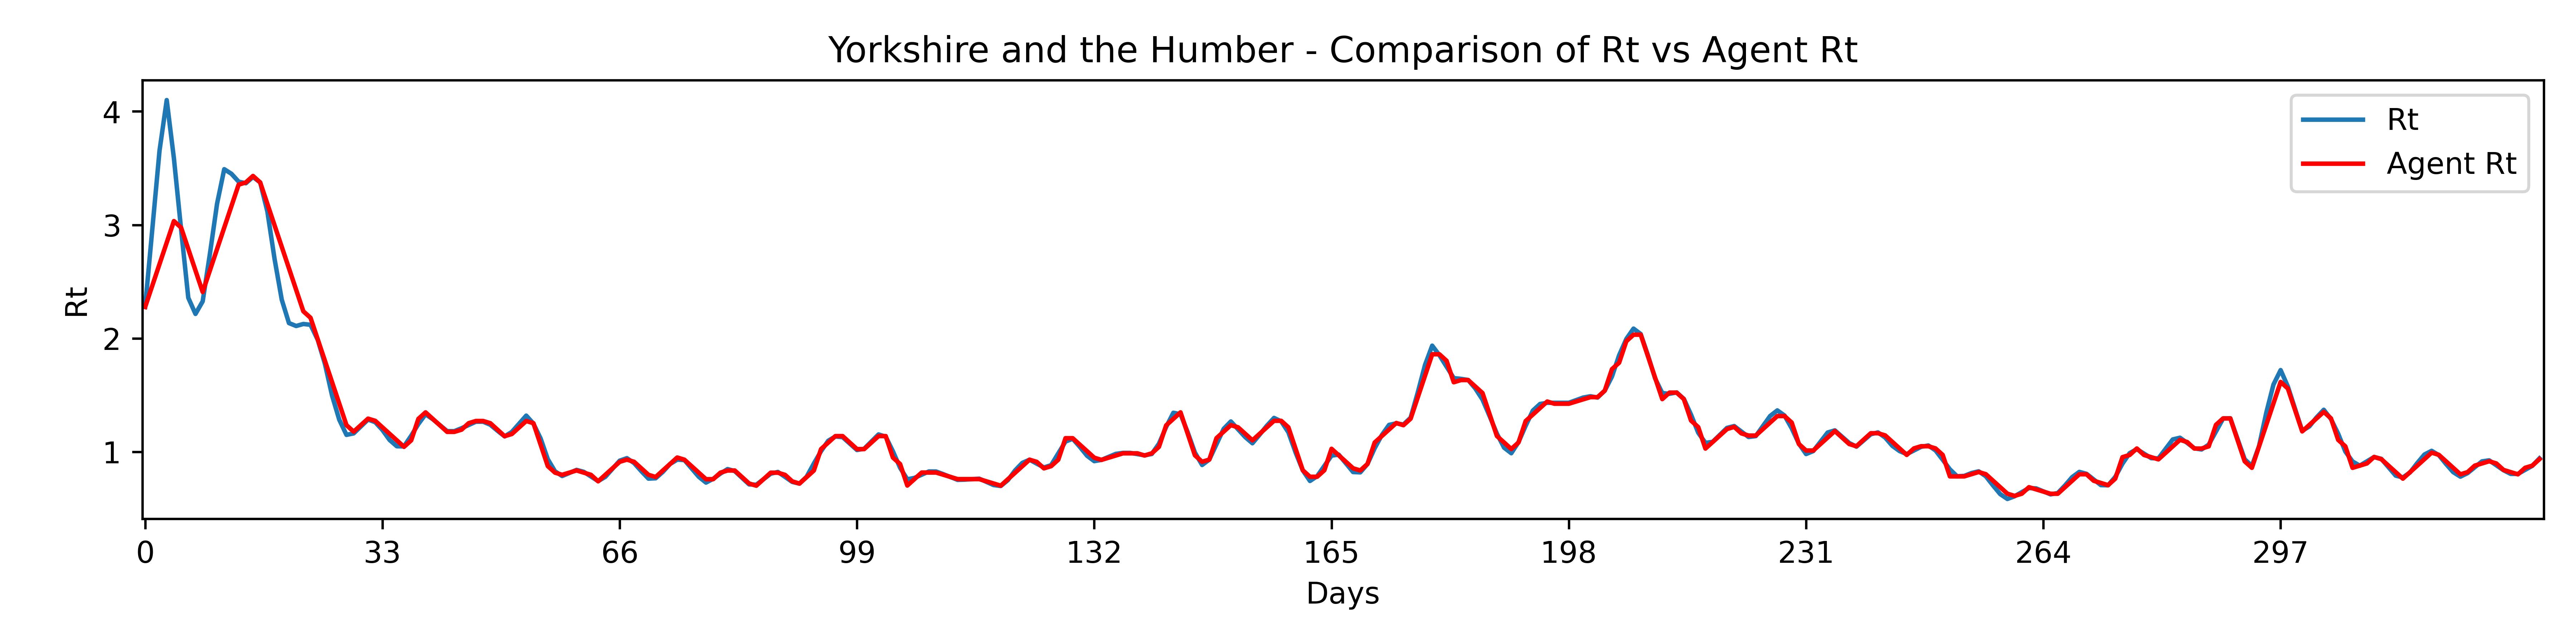 Yorkshire and the Humber - Comparison of Rt vs Agent Rt
Rt
Agent Rt
4
3
2
1
Rt
0 33 66 99 132 165 198 231 264 297
Days